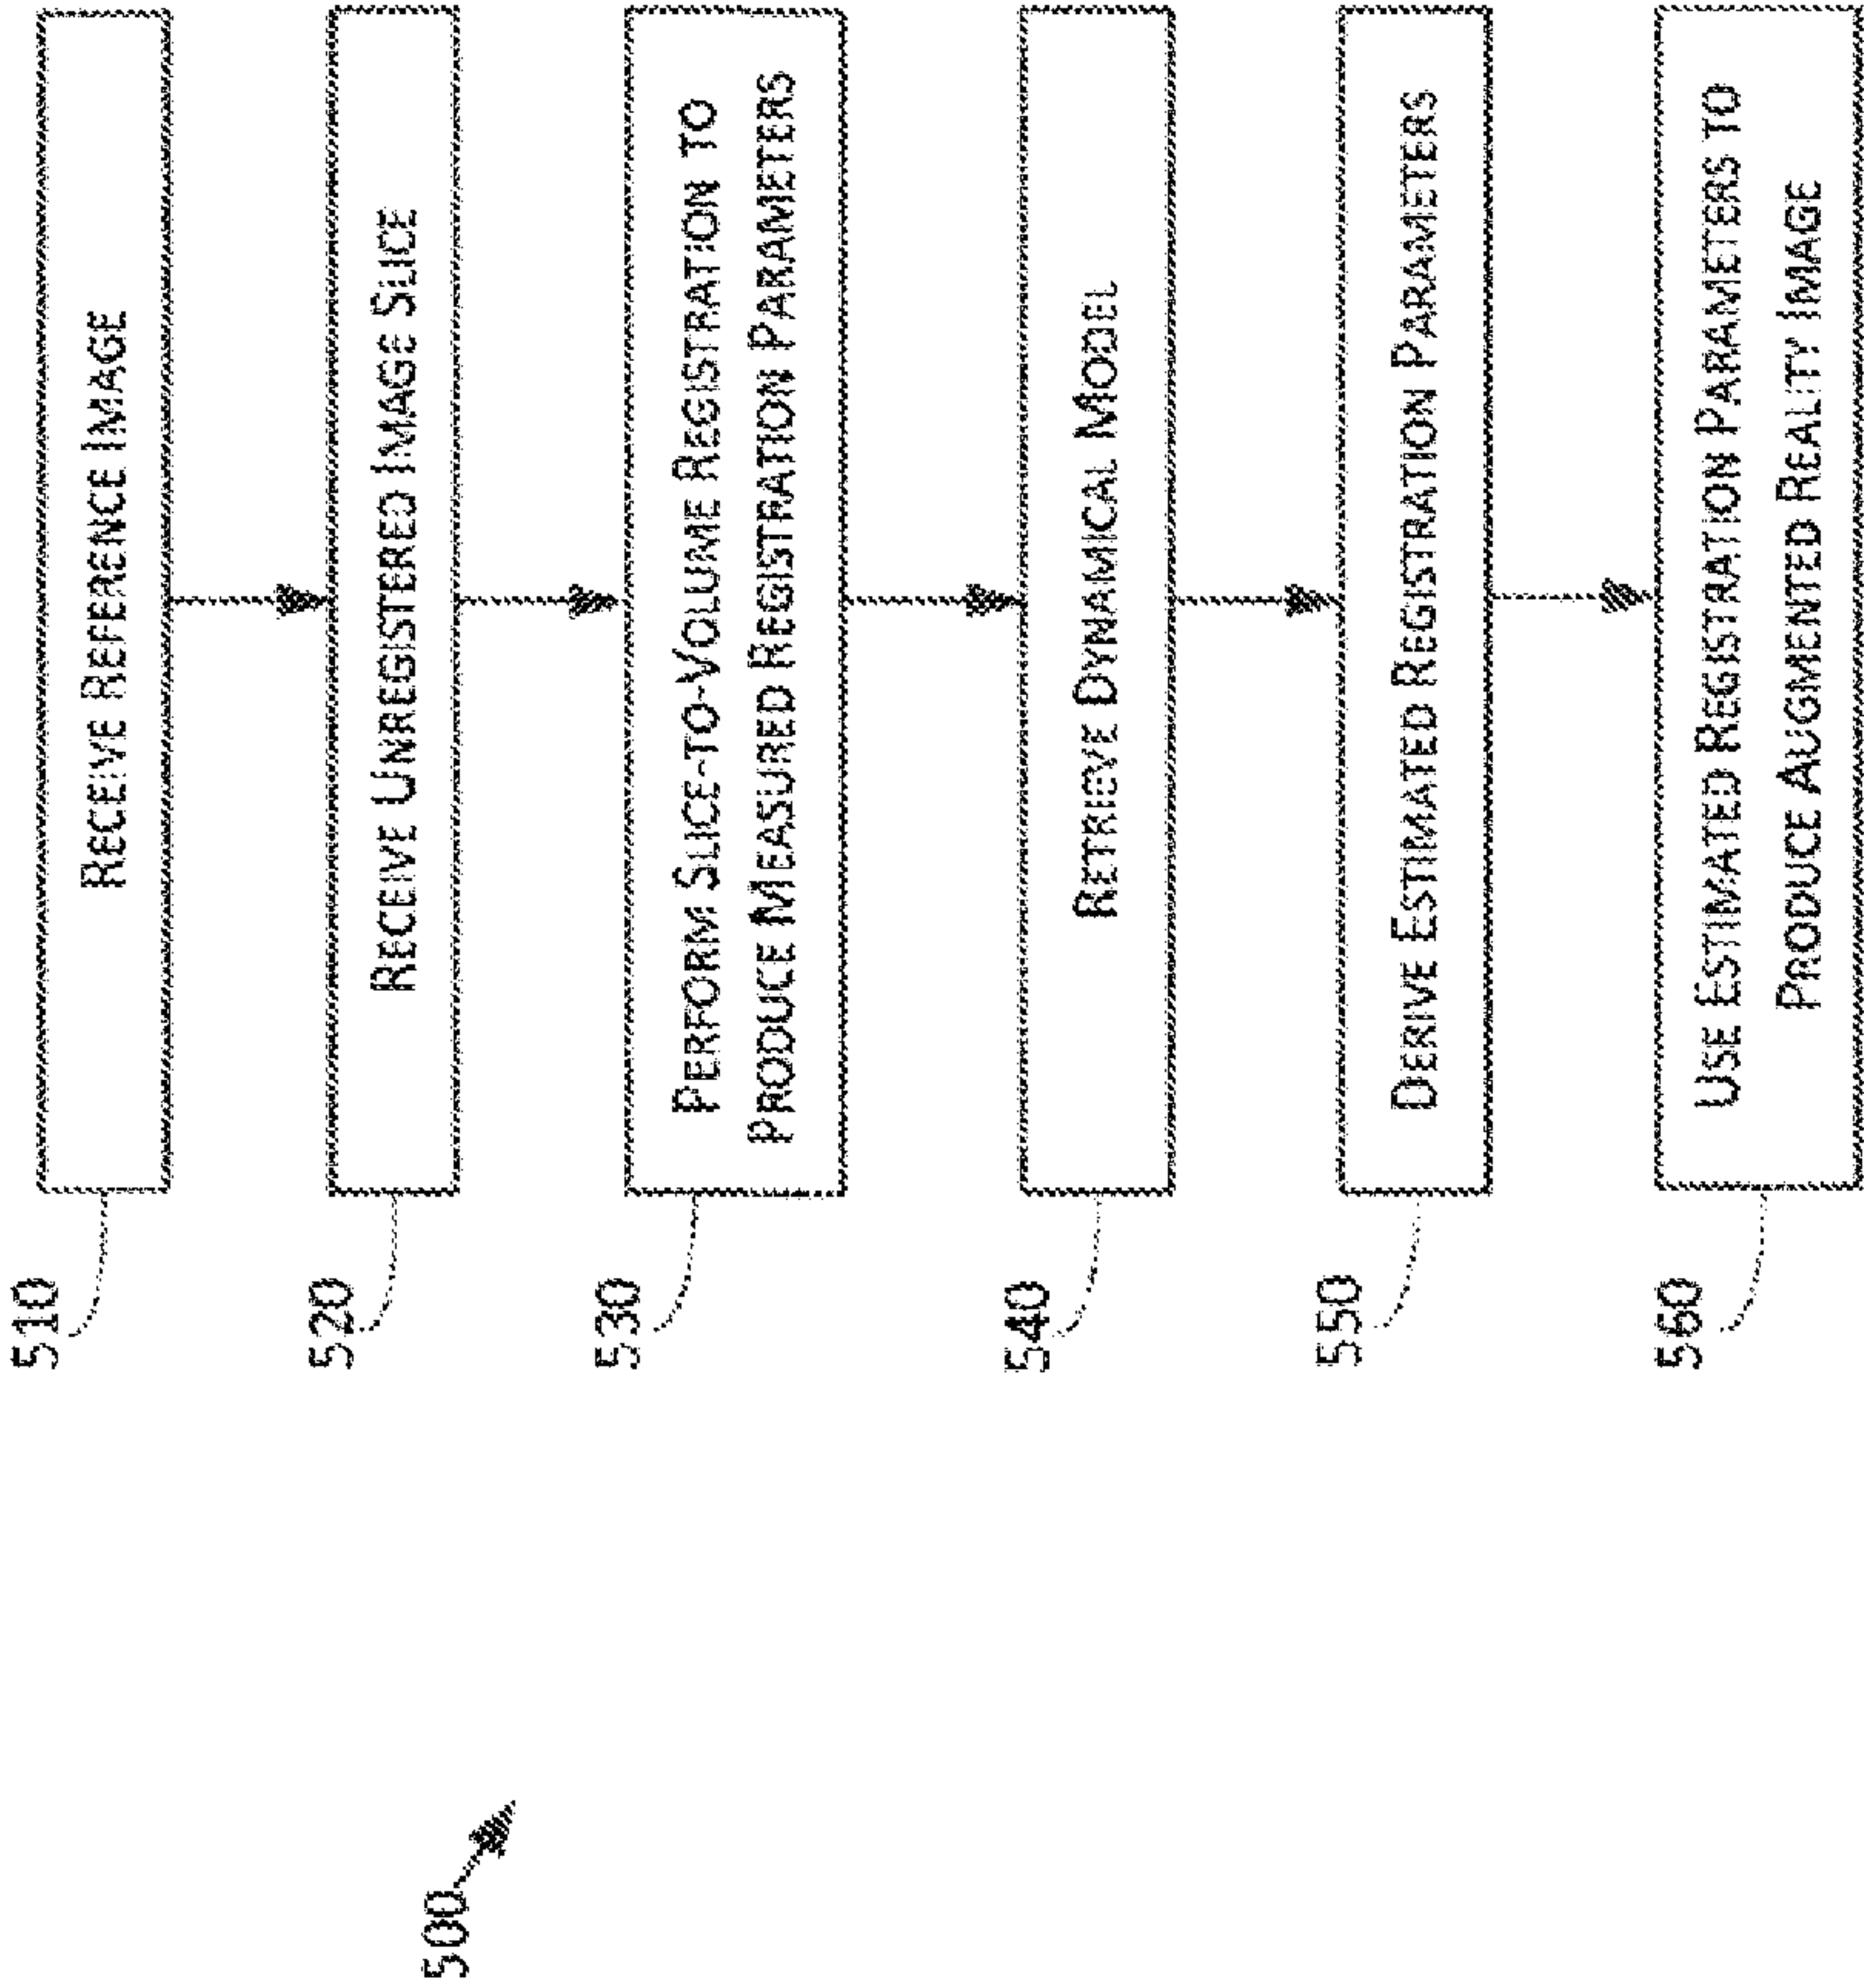 500
510
RECEIVE REFERENCE IMAGE
520
RECEIVE UNREGISTERED IMAGE SLICE
530
PERFORM SLICE-TO-VOLUME REGISTRATION TO
PRODUCE MEASURED REGISTRATION PARAMETERS
540
RETRIEVE DYNAMICAL MODEL
550
DERIVE ESTIMATED REGISTRATION PARAMETERS
560
USE ESTIMATED REGISTRATION PARAMETERS TO
PRODUCE AUGMENTED REALITY IMAGE